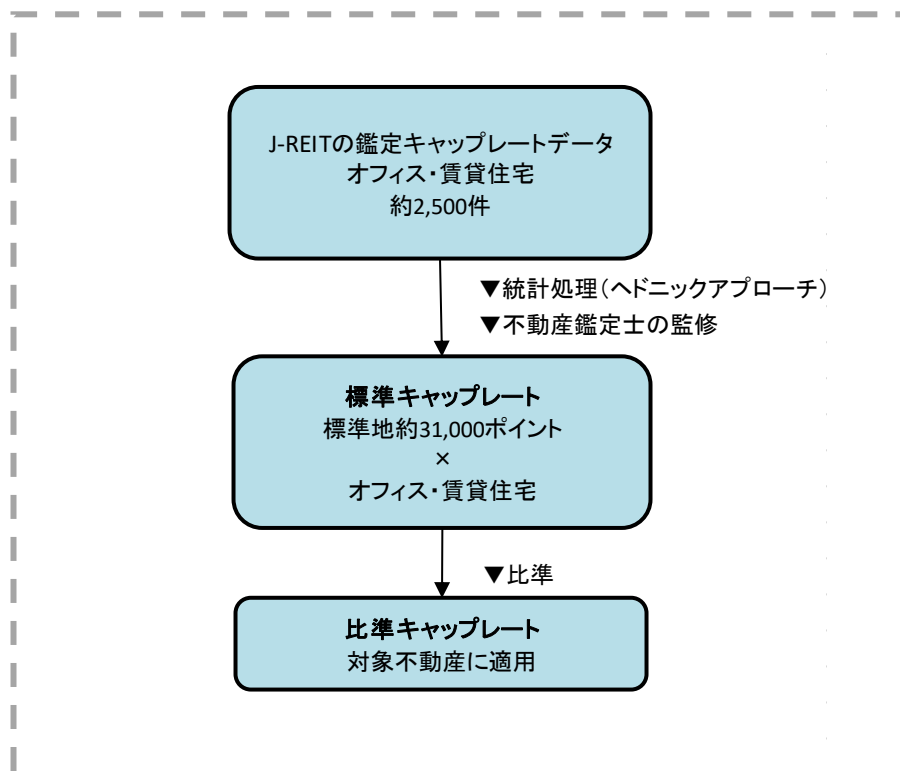 J-REITの鑑定キャップレートデータ
オフィス・賃貸住宅
約2,500件
▼統計処理(ヘドニックアプローチ)
▼不動産鑑定士の監修
標準キャップレート
標準地約31,000ポイント
×
オフィス・賃貸住宅
▼比準
比準キャップレート
対象不動産に適用